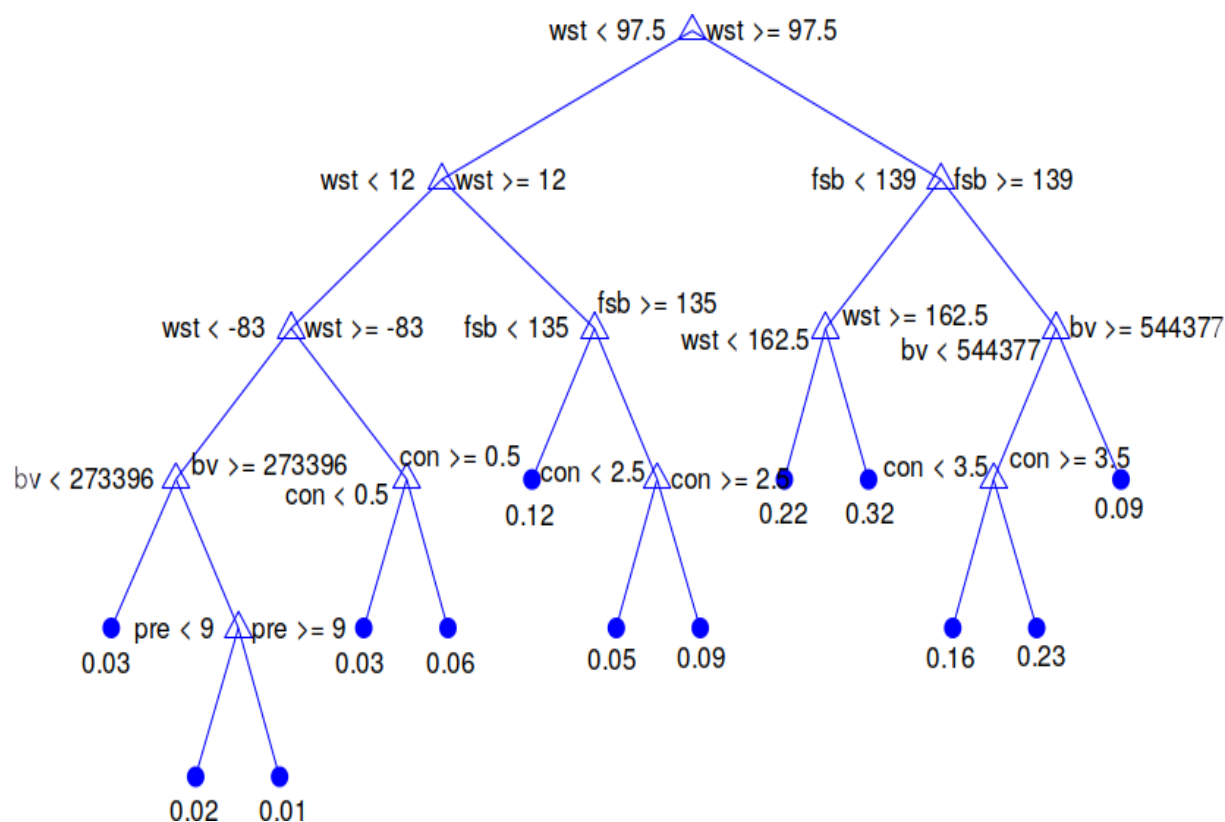 wst < 97.5
wst >= 97.5
wst < 12
wst >= 12
fsb < 139
fsb >= 139
wst < -83
wst >= -83
fsb < 135
fsb >= 135
wst < 162.5
wst >= 162.5
bv < 544377
bv >= 544377
bv < 273396
bv >= 273396
con < 0.5
con >= 0.5
0.12
con < 2.5
con >= 2.5
0.22
0.32
con < 3.5
con >= 3.5
0.09
0.03
pre < 9
pre >= 9
0.03
0.06
0.05
0.09
0.16
0.23
0.02
0.01